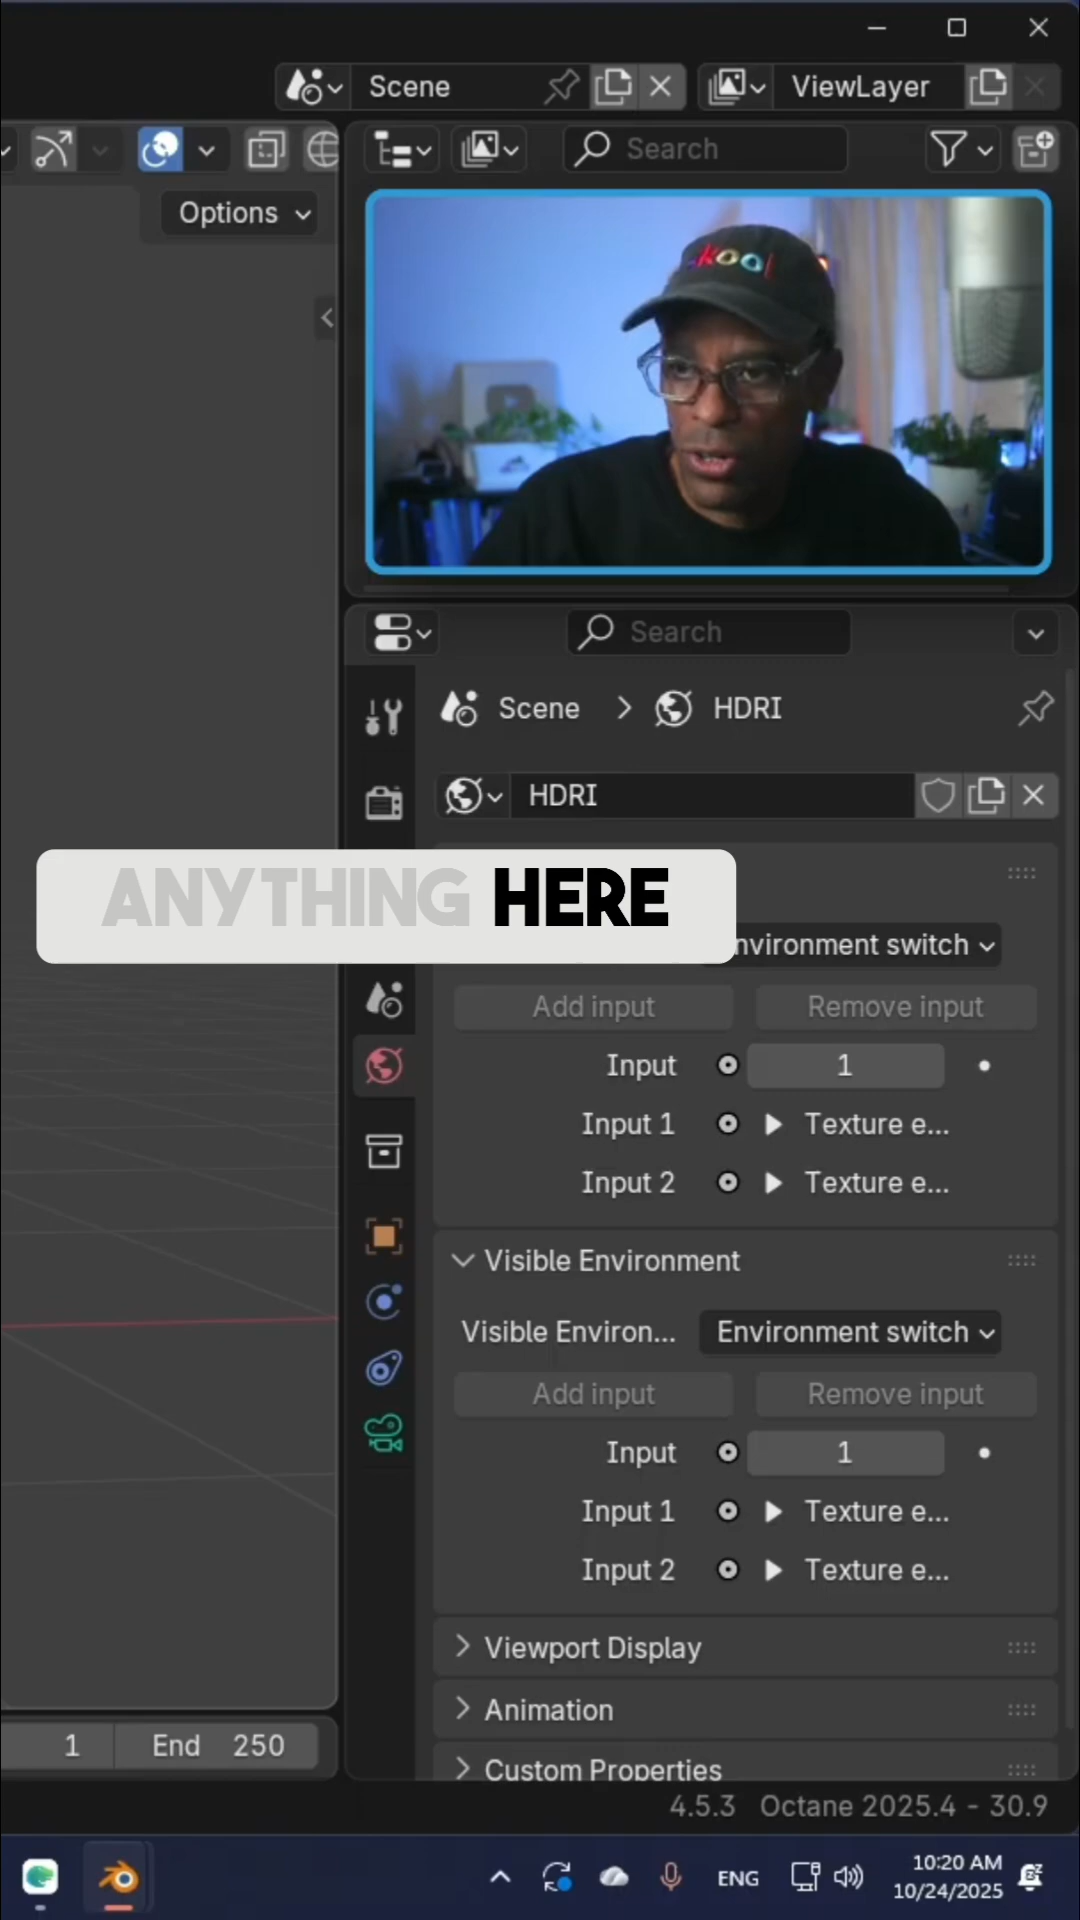 Scene
ViewLayer
Search
Options
kool
Search
Scene > HDRI
HDRI
ANYTHING HERE
nvironment switch
Add input
Remove input
Input
1
Input 1
Texture e...
Input 2
Texture e...
Visible Environment
Visible Environ...
Environment switch
Add input
Remove input
Input
1
Input 1
Texture e...
Input 2
Texture e...
Viewport Display
Animation
Custom Properties
1
End 250
4.5.3 Octane 2025.4 - 30.9
ENG
10:20 AM
10/24/2025